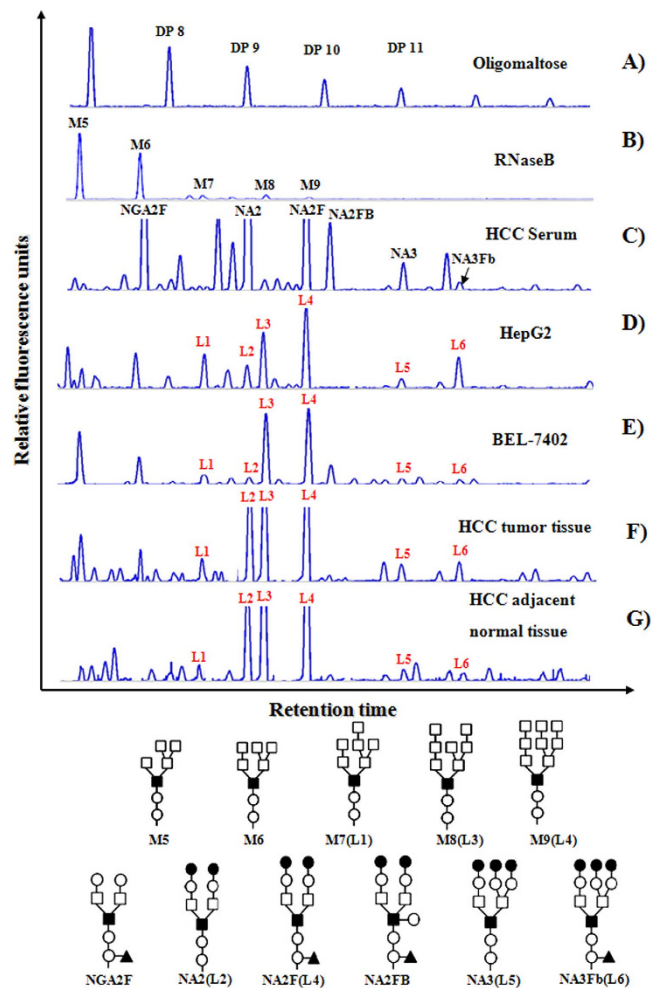 DP 8
DP 9
DP 10
DP 11
Oligomaltose
A)
M5
M6
M7
M8
M9
RNaseB
B)
NGA2F
NA2
NA2F
NA2FB
NA3
NA3Fb
HCC Serum
C)
L1
L2
L3
L4
L5
L6
HepG2
D)
L1
L2
L3
L4
L5
L6
BEL-7402
E)
L1
L2
L3
L4
L5
L6
HCC tumor tissue
F)
L1
L2
L3
L4
L5
L6
HCC adjacent
normal tissue
G)
Relative fluorescence units
Retention time
M5
M6
M7(L1)
M8(L3)
M9(L4)
NGA2F
NA2(L2)
NA2F(L4)
NA2FB
NA3(L5)
NA3Fb(L6)